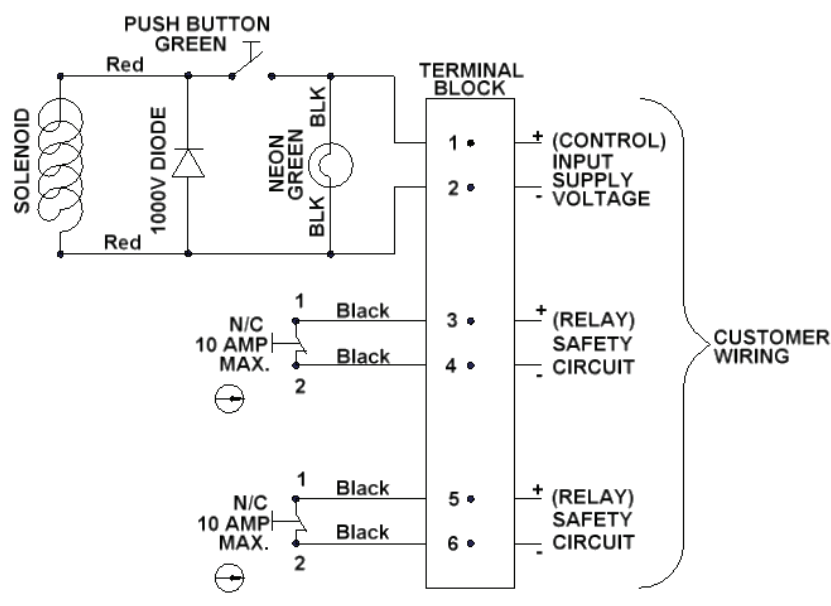 PUSH BUTTON
GREEN
Red
SOLENOID
1000V DIODE
BLK
NEON
GREEN
BLK
Red
TERMINAL
BLOCK
1
2
+
(CONTROL)
INPUT
SUPPLY
- VOLTAGE
1
N/C
10 AMP
MAX.
2
Black
Black
3
4
+
(RELAY)
SAFETY
- CIRCUIT
CUSTOMER
WIRING
1
N/C
10 AMP
MAX.
2
Black
Black
5
6
+
(RELAY)
SAFETY
- CIRCUIT